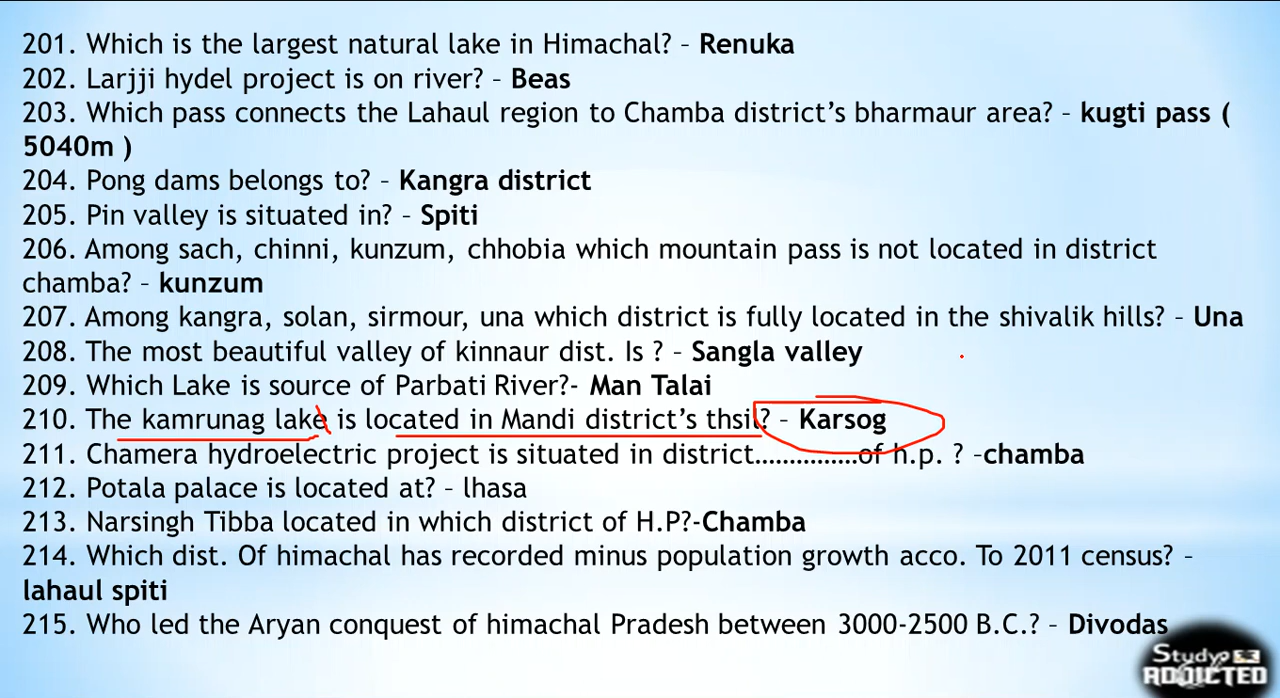 201. Which is the largest natural lake in Himachal? – Renuka
202. Larjji hydel project is on river? – Beas
203. Which pass connects the Lahaul region to Chamba district’s bharmaur area? – kugti pass (
5040m )
204. Pong dams belongs to? – Kangra district
205. Pin valley is situated in? – Spiti
206. Among sach, chinni, kunzum, chhobia which mountain pass is not located in district
chamba? – kunzum
207. Among kangra, solan, sirmour, una which district is fully located in the shivalik hills? – Una
208. The most beautiful valley of kinnaur dist. Is ? – Sangla valley
209. Which Lake is source of Parbati River?- Man Talai
210. The kamrunag lake is located in Mandi district’s thsil? – Karsog
211. Chamera hydroelectric project is situated in district……………of h.p. ? –chamba
212. Potala palace is located at? – lhasa
213. Narsingh Tibba located in which district of H.P?-Chamba
214. Which dist. Of himachal has recorded minus population growth acco. To 2011 census? –
lahaul spiti
215. Who led the Aryan conquest of himachal Pradesh between 3000-2500 B.C.? – Divodas
Study
ADDICTED